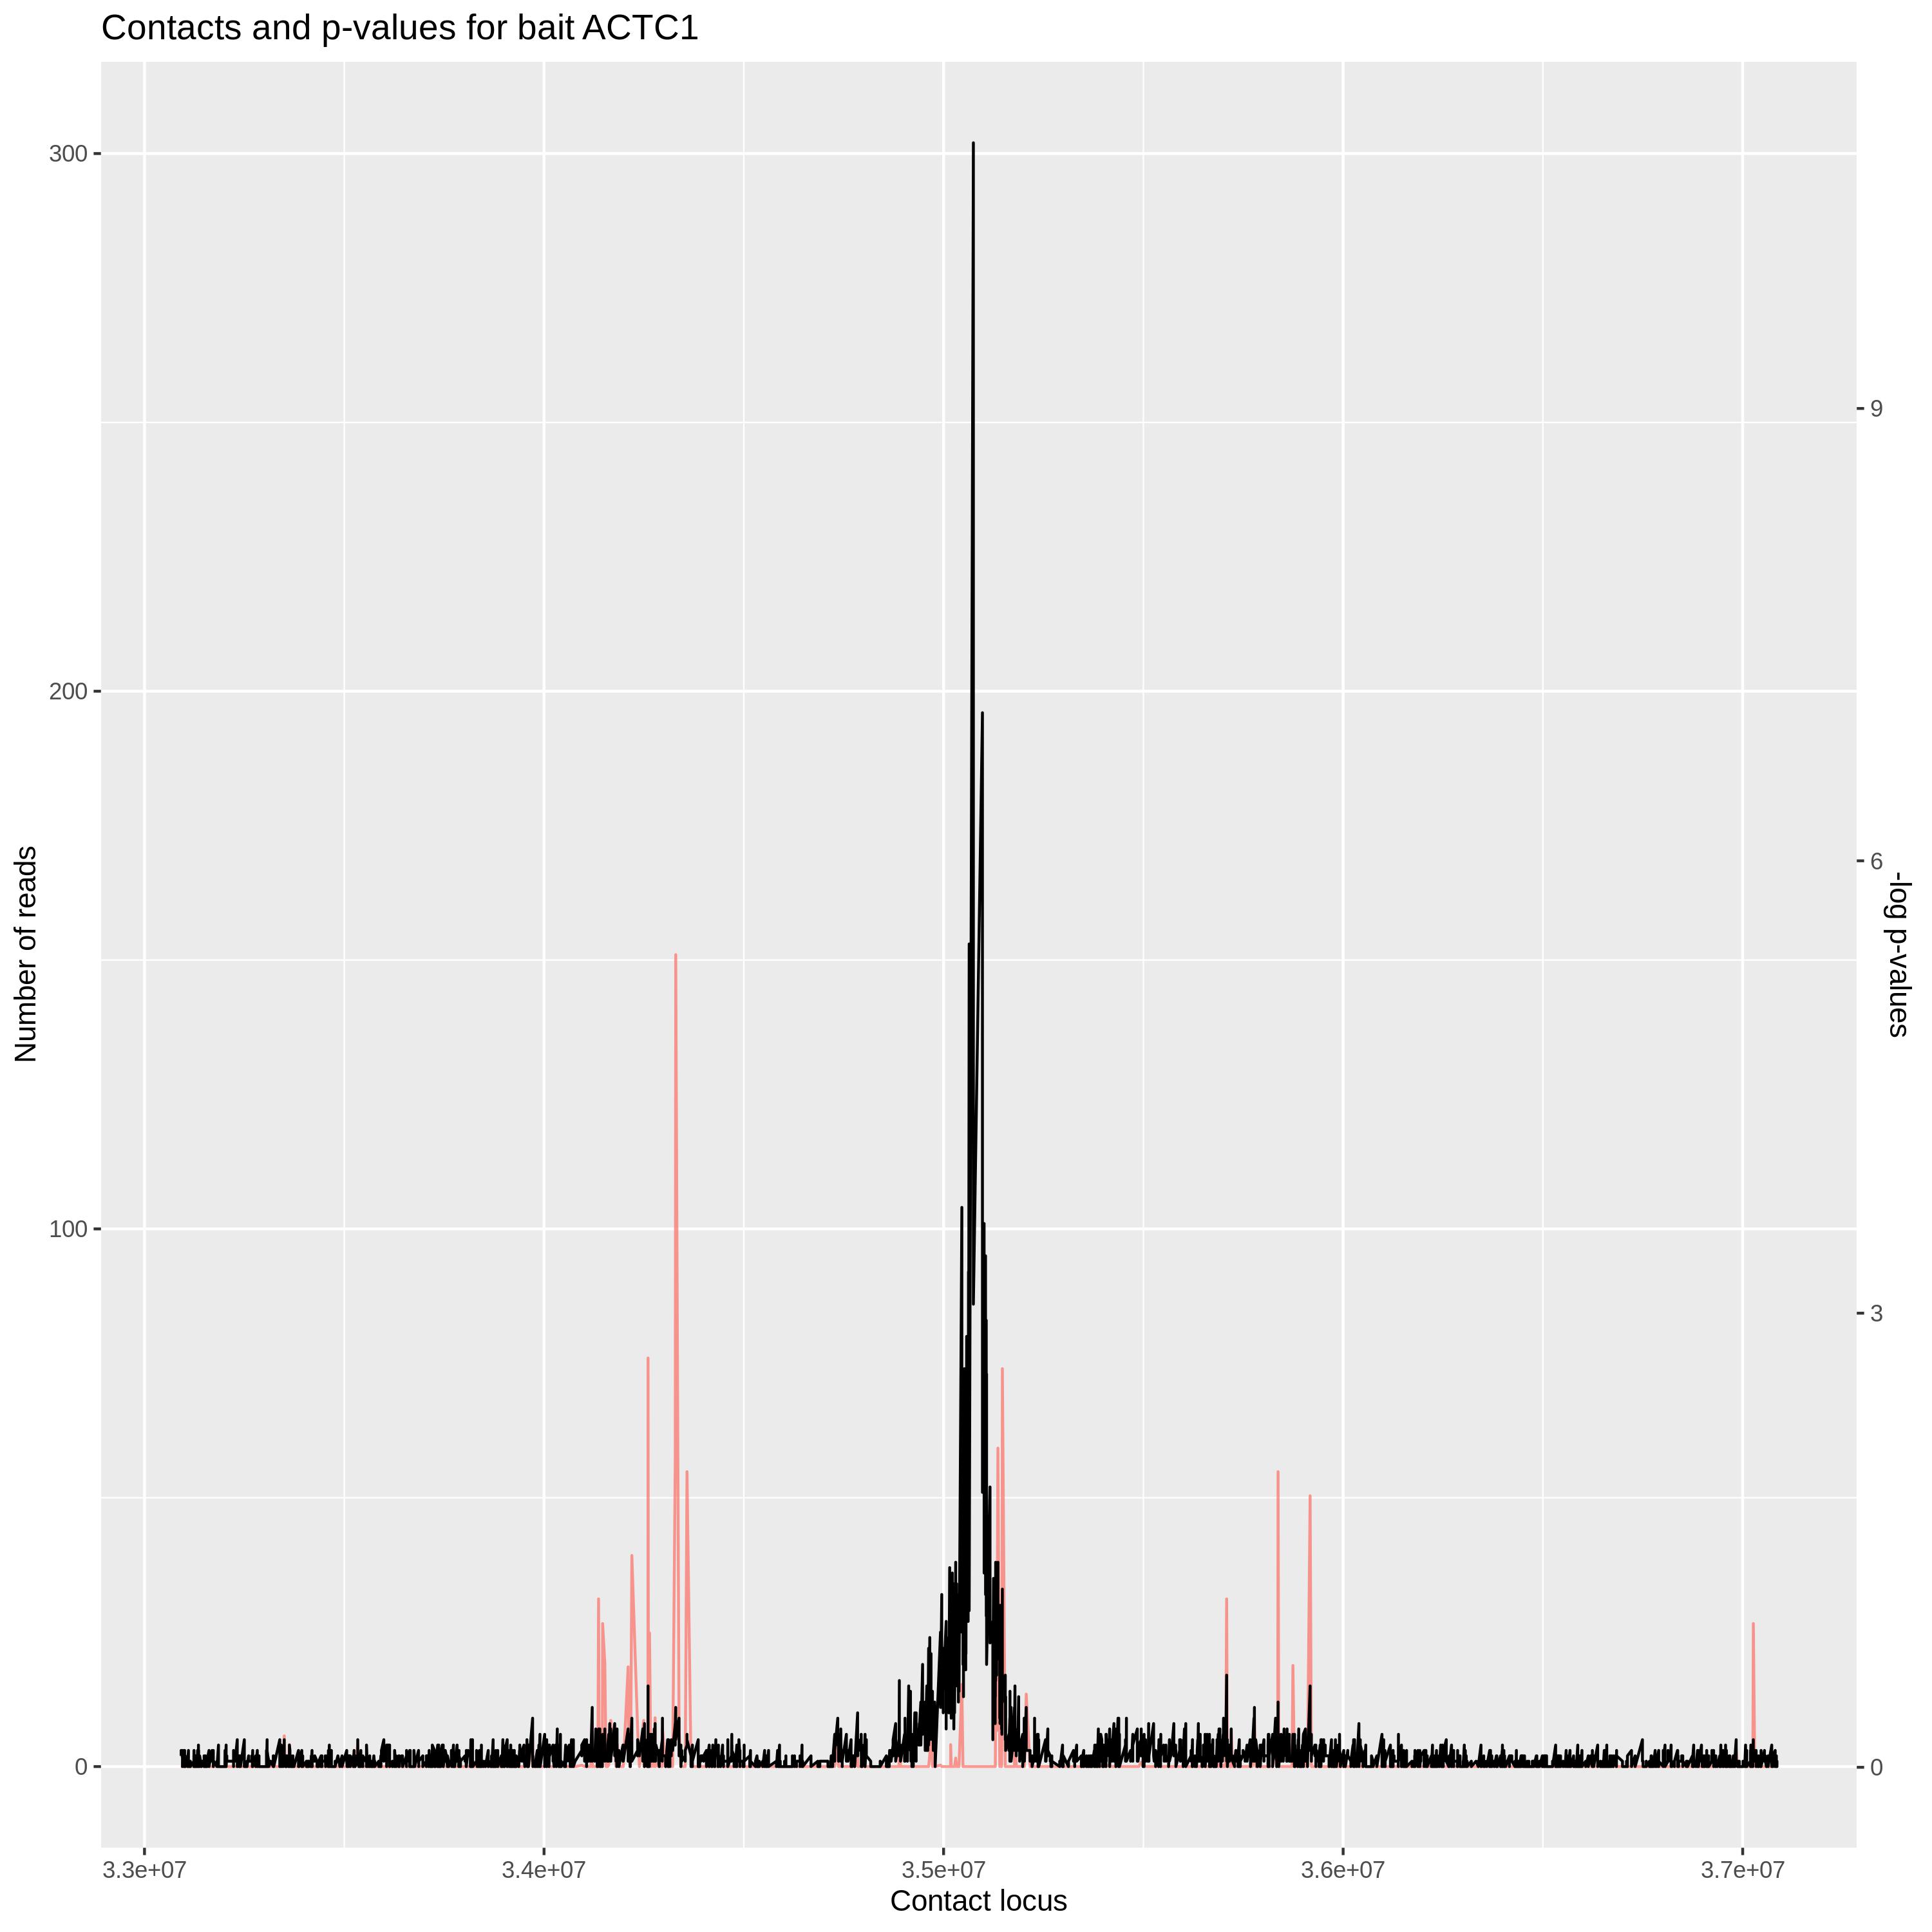 Contacts and p-values for bait ACTC1
300
200
100
0
9
6
3
0
Number of reads
-log p-values
3.3e+07
3.4e+07
3.5e+07
3.6e+07
3.7e+07
Contact locus